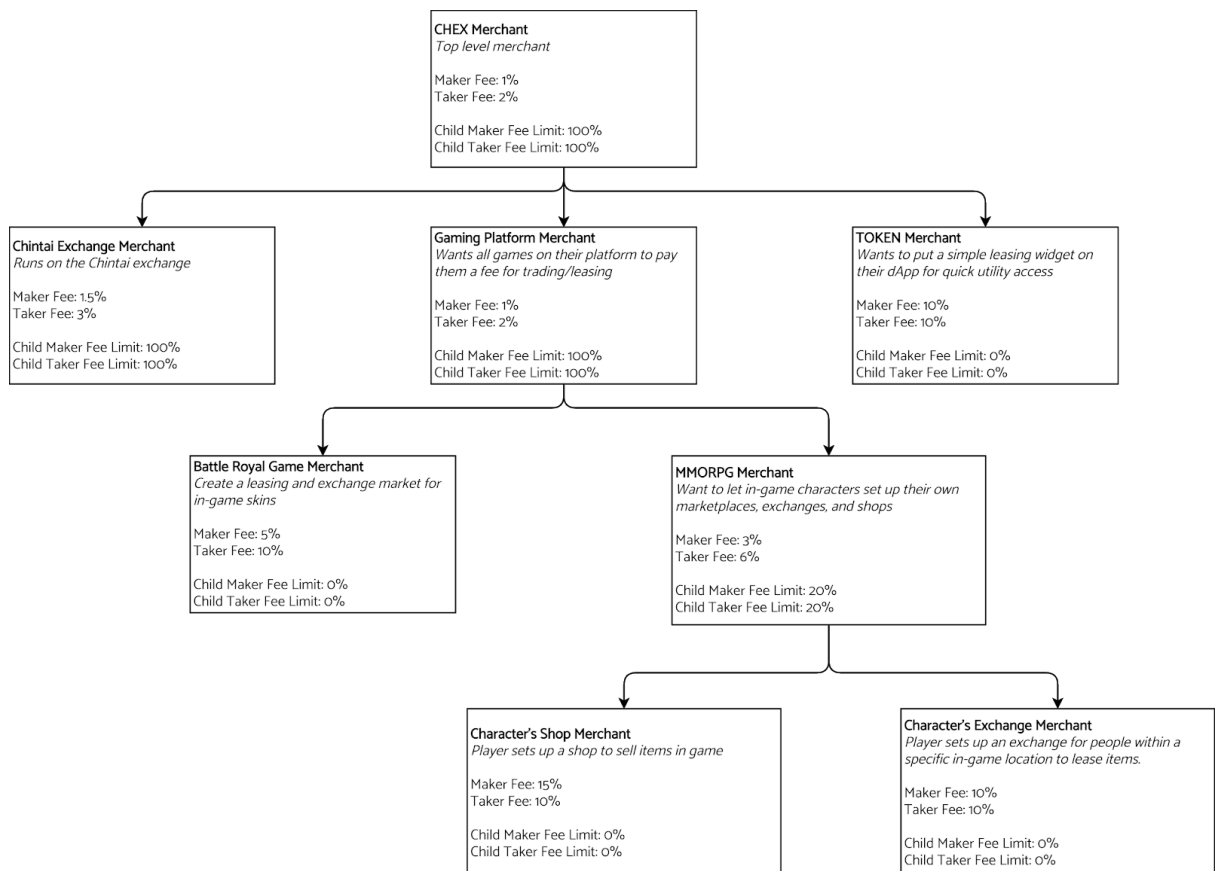 CHEX Merchant
Top level merchant
Maker Fee: 1%
Taker Fee: 2%
Child Maker Fee Limit: 100%
Child Taker Fee Limit: 100%
Chintai Exchange Merchant
Runs on the Chintai exchange
Maker Fee: 1.5%
Taker Fee: 3%
Child Maker Fee Limit: 100%
Child Taker Fee Limit: 100%
Gaming Platform Merchant
Wants all games on their platform to pay
them a fee for trading/leasing
Maker Fee: 1%
Taker Fee: 2%
Child Maker Fee Limit: 100%
Child Taker Fee Limit: 100%
TOKEN Merchant
Wants to put a simple leasing widget on
their dApp for quick utility access
Maker Fee: 10%
Taker Fee: 10%
Child Maker Fee Limit: 0%
Child Taker Fee Limit: 0%
Battle Royal Game Merchant
Create a leasing and exchange market for
in-game skins
Maker Fee: 5%
Taker Fee: 10%
Child Maker Fee Limit: 0%
Child Taker Fee Limit: 0%
MMORPG Merchant
Want to let in-game characters set up their own
marketplaces, exchanges, and shops
Maker Fee: 3%
Taker Fee: 6%
Child Maker Fee Limit: 20%
Child Taker Fee Limit: 20%
Character's Shop Merchant
Player sets up a shop to sell items in game
Maker Fee: 15%
Taker Fee: 10%
Child Maker Fee Limit: 0%
Child Taker Fee Limit: 0%
Character's Exchange Merchant
Player sets up an exchange for people within a
specific in-game location to lease items.
Maker Fee: 10%
Taker Fee: 10%
Child Maker Fee Limit: 0%
Child Taker Fee Limit: 0%